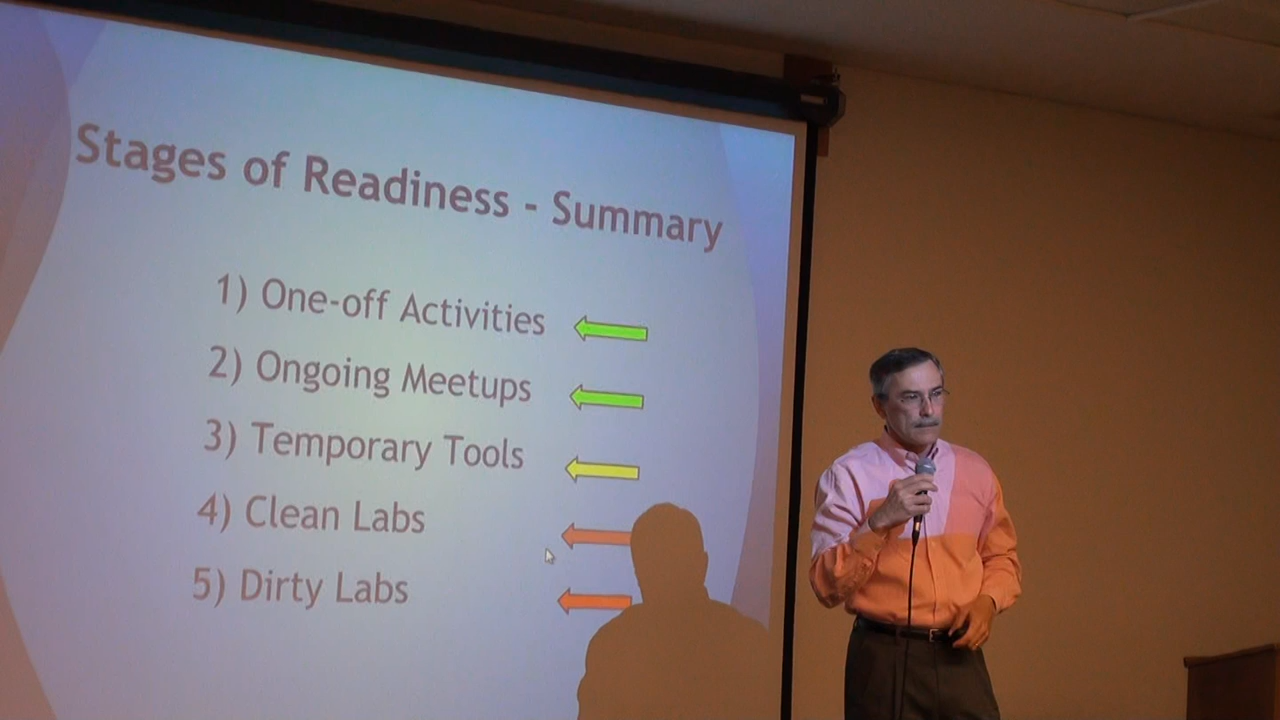 Stages of Readiness - Summary
1) One-off Activities
2) Ongoing Meetups
3) Temporary Tools
4) Clean Labs
5) Dirty Labs